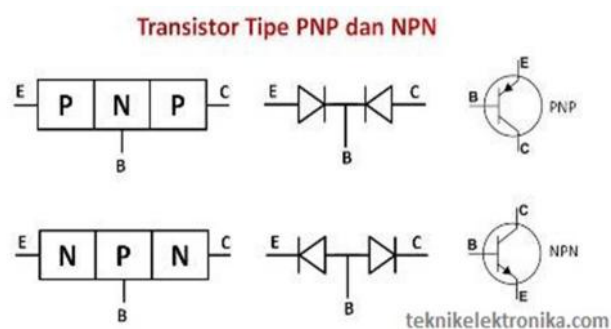 Transistor Tipe PNP dan NPN
E P N P C
B
E C
B
E
B PNP
C
E N P N C
B
E C
B
C
B NPN
E
teknikelektronika.com